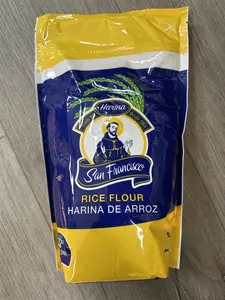 Harina
San Francisco
RICE FLOUR
HARINA DE ARROZ